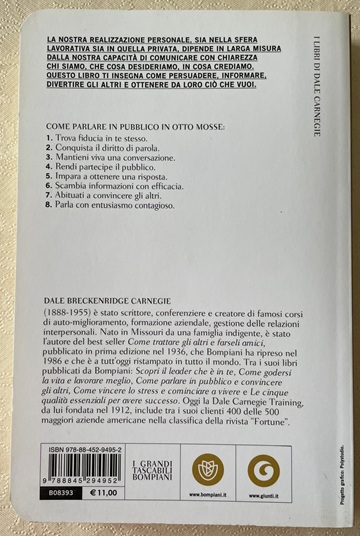 LA NOSTRA REALIZZAZIONE PERSONALE, SIA NELLA SFERA
LAVORATIVA SIA IN QUELLA PRIVATA, DIPENDE IN LARGA MISURA
DALLA NOSTRA CAPACITÀ DI COMUNICARE CON CHIAREZZA
CHI SIAMO, CHE COSA DESIDERIAMO, IN COSA CREDIAMO.
QUESTO LIBRO TI INSEGNA COME PERSUADERE, INFORMARE,
DIVERTIRE GLI ALTRI E OTTENERE DA LORO CIÒ CHE VUOI.
I LIBRI DI DALE CARNEGIE
COME PARLARE IN PUBBLICO IN OTTO MOSSE:
1. Trova fiducia in te stesso.
2. Conquista il diritto di parola.
3. Mantieni viva una conversazione.
4. Rendi partecipe il pubblico.
5. Impara a ottenere una risposta.
6. Scambia informazioni con efficacia.
7. Abituati a convincere gli altri.
8. Parla con entusiasmo contagioso.
DALE BRECKENRIDGE CARNEGIE
(1888-1955) è stato scrittore, conferenziere e creatore di famosi corsi
di auto-miglioramento, formazione aziendale, gestione delle relazioni
interpersonali. Nato in Missouri da una famiglia indigente, è stato
l'autore del best seller Come trattare gli altri e farseli amici,
pubblicato in prima edizione nel 1936, che Bompiani ha ripreso nel
1986 e che è a tutt'oggi ristampato in tutto il mondo. Tra i suoi libri
pubblicati da Bompiani: Scopri il leader che è in te, Come godersi
la vita e lavorare meglio, Come parlare in pubblico e convincere
gli altri, Come vincere lo stress e cominciare a vivere e Le cinque
qualità essenziali per avere successo. Oggi la Dale Carnegie Training,
da lui fondata nel 1912, include tra i suoi clienti 400 delle 500
maggiori aziende americane nella classifica della rivista "Fortune".
ISBN 978-88-452-9495-2
9 788845 294952
B08393
€ 11,00
I GRANDI
TASCABILI
BOMPIANI
www.bompiani.it
www.giunti.it
Progetto grafico: Polystudio.